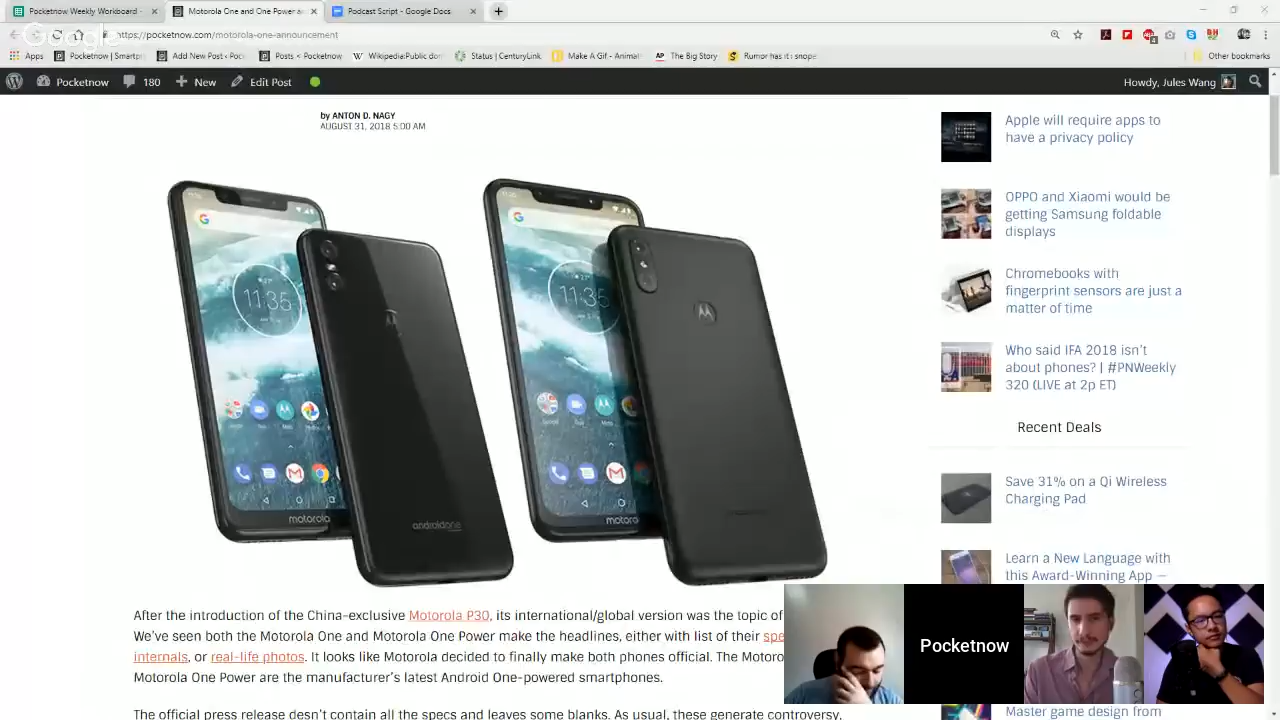 Pocketnow Weekly Workboard
Motorola One and One Power a
Podcast Script - Google Docs
Google
https://pocketnow.com/motorola-one-announcement
Apps
Pocketnow | Smartp
Add New Post ‹ Poc
Posts ‹ Pocketnow
Wikipedia:Public don
Status | CenturyLink
Make A Gif - Animat
AP The Big Story
Rumor has it : snope
Other bookmarks
Pocketnow
180
New
Edit Post
Howdy, Jules Wang
by ANTON D. NAGY
AUGUST 31, 2018 5:00 AM
11:35
11:35
motorola
androidone
motoro
After the introduction of the China-exclusive Motorola P30, its international/global version was the topic of
We've seen both the Motorola One and Motorola One Power make the headlines, either with list of their spe
internals, or real life photos. It looks like Motorola decided to finally make both phones official. The Motoro
Motorola One Power are the manufacturer's latest Android One-powered smartphones.
The official press release desn't contain all the specs and leaves some blanks. As usual, these generate controversy,
Apple will require apps to
have a privacy policy
OPPO and Xiaomi would be
getting Samsung foldable
displays
Chromebooks with
fingerprint sensors are just a
matter of time
Who said IFA 2018 isn't
about phones? | #PNWeekly
320 (LIVE at 2p ET)
Recent Deals
Save 31% on a Qi Wireless
Charging Pad
Learn a New Language with
this Award-Winning App –
Pocketnow
Master game design from